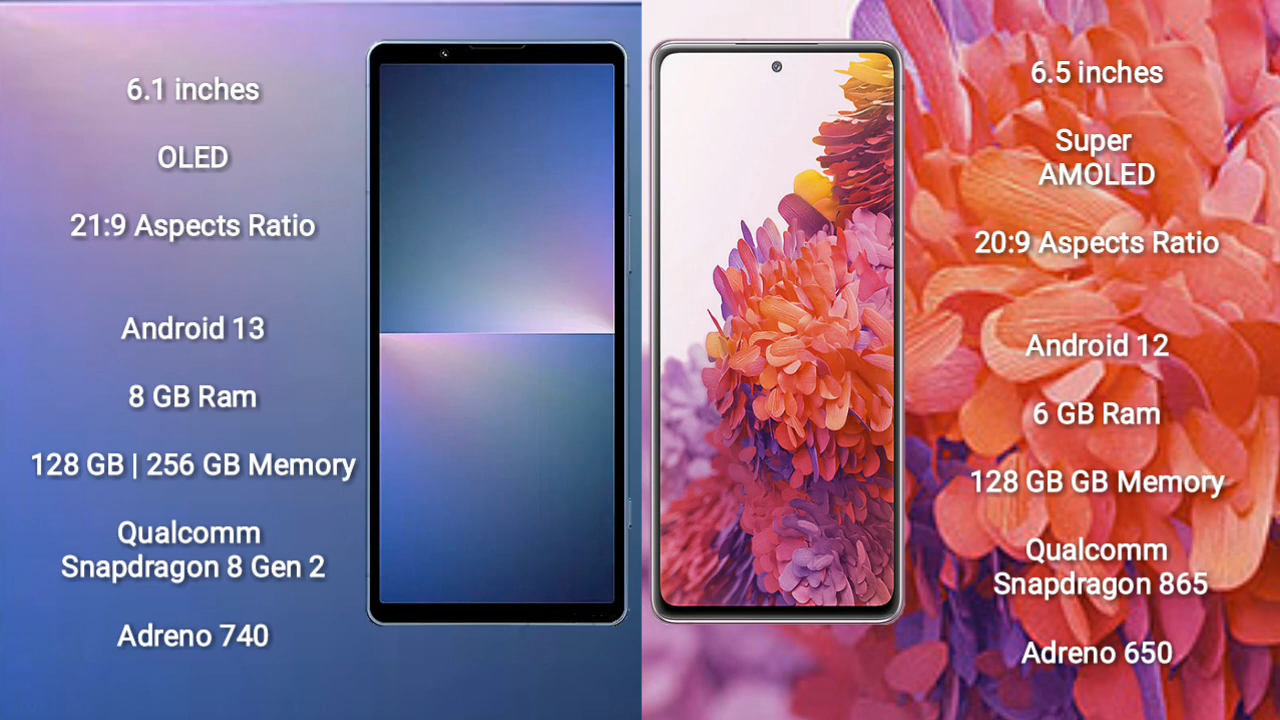 6.1 inches
OLED
21:9 Aspects Ratio
Android 13
8 GB Ram
128 GB | 256 GB Memory
Qualcomm
Snapdragon 8 Gen 2
Adreno 740
6.5 inches
Super
AMOLED
20:9 Aspects Ratio
Android 12
6 GB Ram
128 GB GB Memory
Qualcomm
Snapdragon 865
Adreno 650